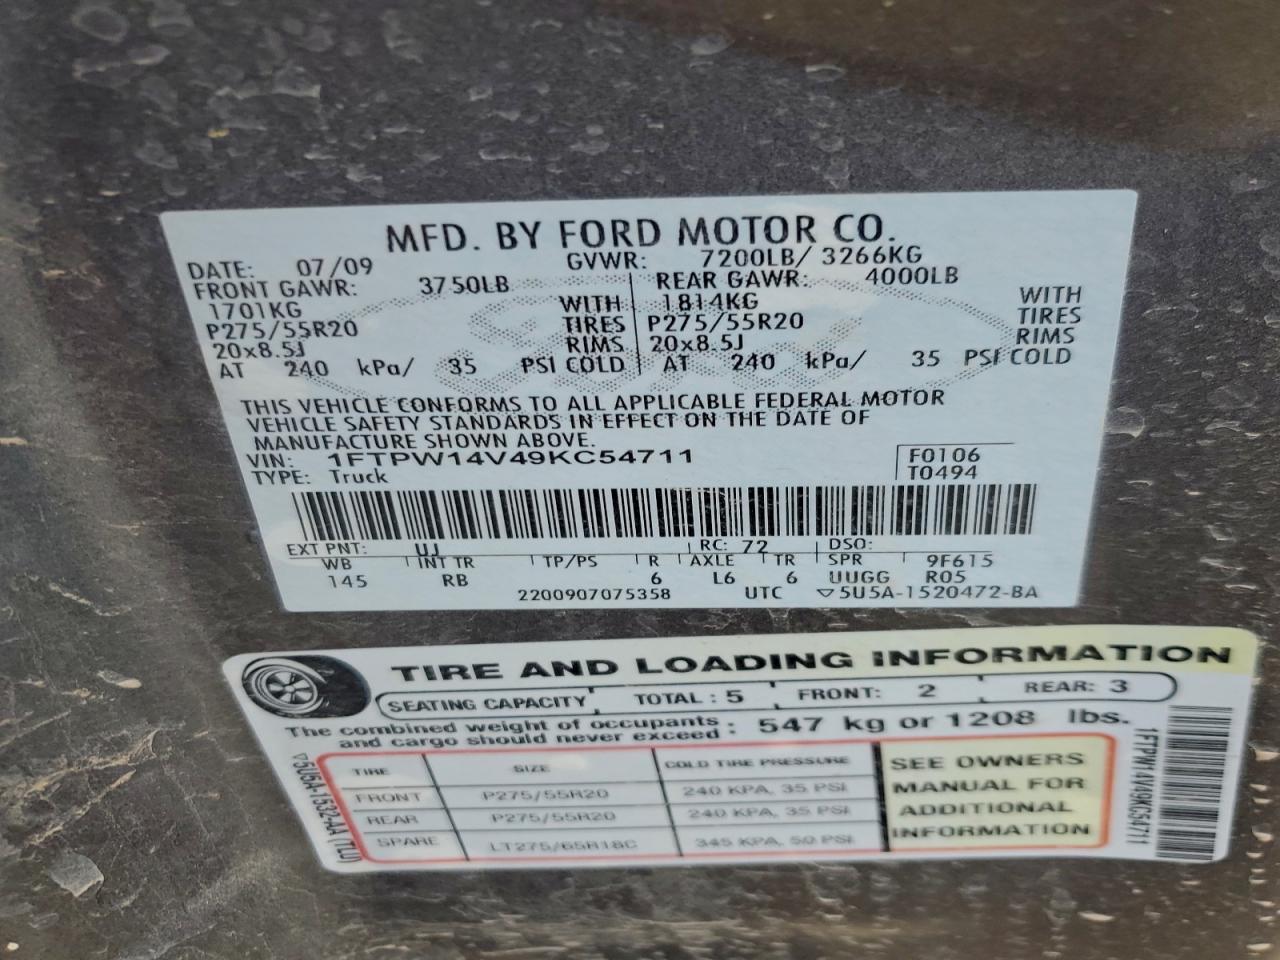 MFD. BY FORD MOTOR CO.
DATE: 07/09 GVWR: 7200LB/ 3266KG
FRONT GAWR: 3750LB REAR GAWR: 4000LB
1701KG WITH 1814KG WITH
P275/55R20 TIRES P275/55R20 TIRES
20x8.5J RIMS 20x8.5J RIMS
AT 240 kPa/ 35 PSI COLD AT 240 kPa/ 35 PSI COLD
THIS VEHICLE CONFORMS TO ALL APPLICABLE FEDERAL MOTOR
VEHICLE SAFETY STANDARDS IN EFFECT ON THE DATE OF
MANUFACTURE SHOWN ABOVE.
VIN: 1FTPW14V49KC54711 F0106
TYPE: Truck T0494
EXT PNT: UJ RC: 72 DSO:
WB INT TR TP/PS R AXLE TR SPR 9F615
145 RB 6 L6 6 UUGG R05
2200907075358 UTC ▽5U5A-1520472-BA
TIRE AND LOADING INFORMATION
SEATING CAPACITY TOTAL : 5 FRONT: 2 REAR: 3
The combined weight of occupants and cargo should never exceed : 547 kg or 1208 lbs.
TIRE SIZE COLD TIRE PRESSURE
FRONT P275/55R20 240 KPA, 35 PSI
REAR P275/55R20 240 KPA, 35 PSI
SPARE LT275/65R18C 345 KPA, 50 PSI
SEE OWNERS
MANUAL FOR
ADDITIONAL
INFORMATION
▽5U5A-1532-AA (TLU)
1FTPW14V49KC54711